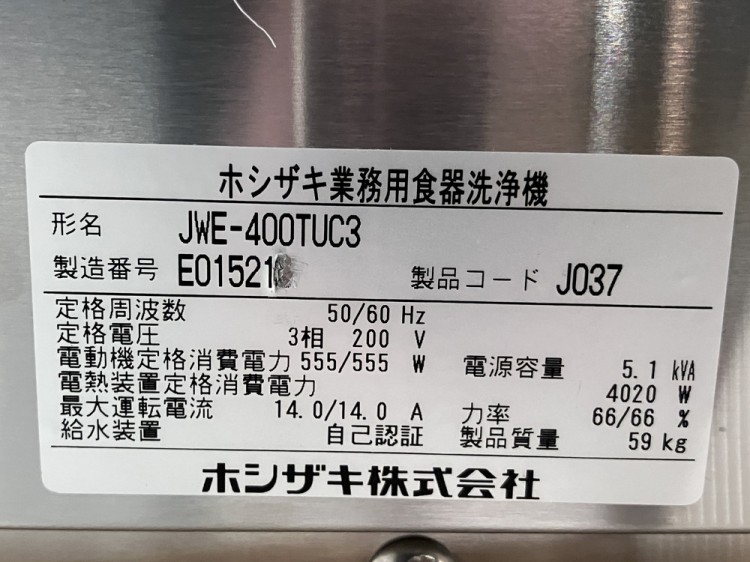 ホシザキ業務用食器洗浄機
形名 JWE-400TUC3
製造番号 E01521 製品コード J037
定格周波数 50/60 Hz
定格電圧 3相 200 V
電動機定格消費電力 555/555 W 電源容量 5.1 kVA
電熱装置定格消費電力 4020 W
最大運転電流 14.0/14.0 A 力率 66/66 %
給水装置 自己認証 製品質量 59 kg
ホシザキ株式会社